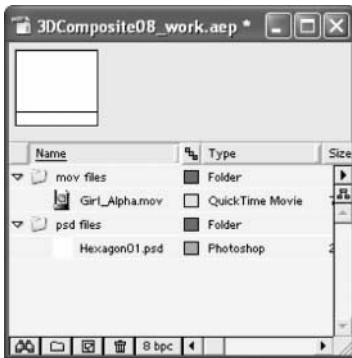 3DComposite08_work.aep *
Name Type Size
mov files Folder
Girl_Alpha.mov QuickTime Movie
psd files Folder
Hexagon01.psd Photoshop 2
8 bpc